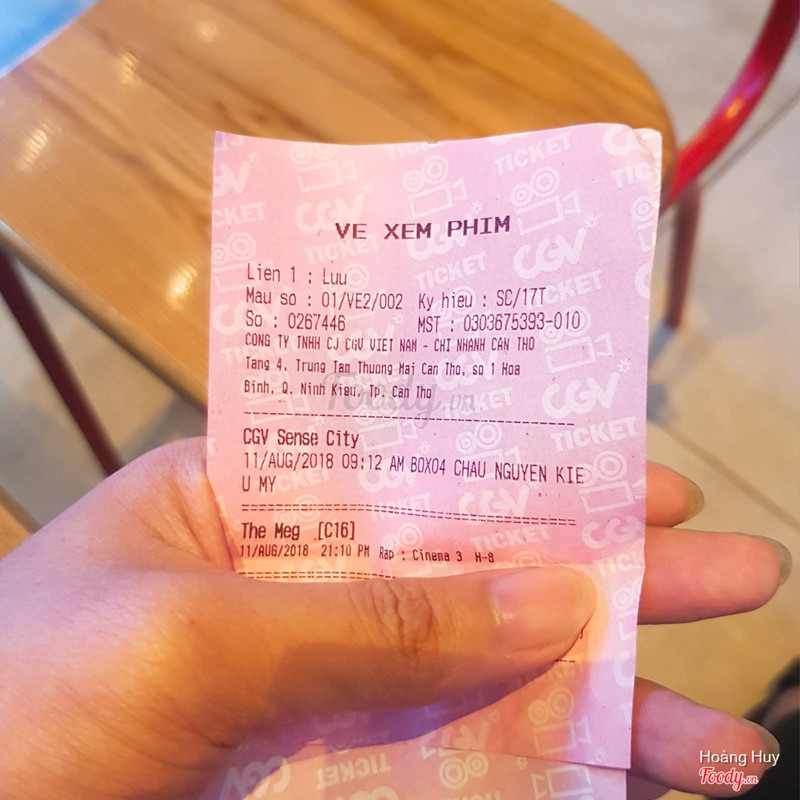 VE XEM PHIM
Lien 1 : Luu
Mau so : 01/VE2/002 Ky hieu : SC/17T
So : 0267446 MST : 0303675393-010
CONG TY TNHH CJ CGV VIET NAM - CHI NHANH CAN THO
Tang 4, Trung Tam Thuong Mai Can Tho, so 1 Hoa
Binh, Q. Ninh Kieu, Tp. Can Tho
CGV Sense City
11/AUG/2018 09:12 AM BOX04 CHAU NGUYEN KIE
U MY
The Meg [C16]
11/AUG/2018 21:10 PM Rap : Cinema 3 H-8
CGV
TICKET
Foody.vn
Hoàng Huy
Foody.vn